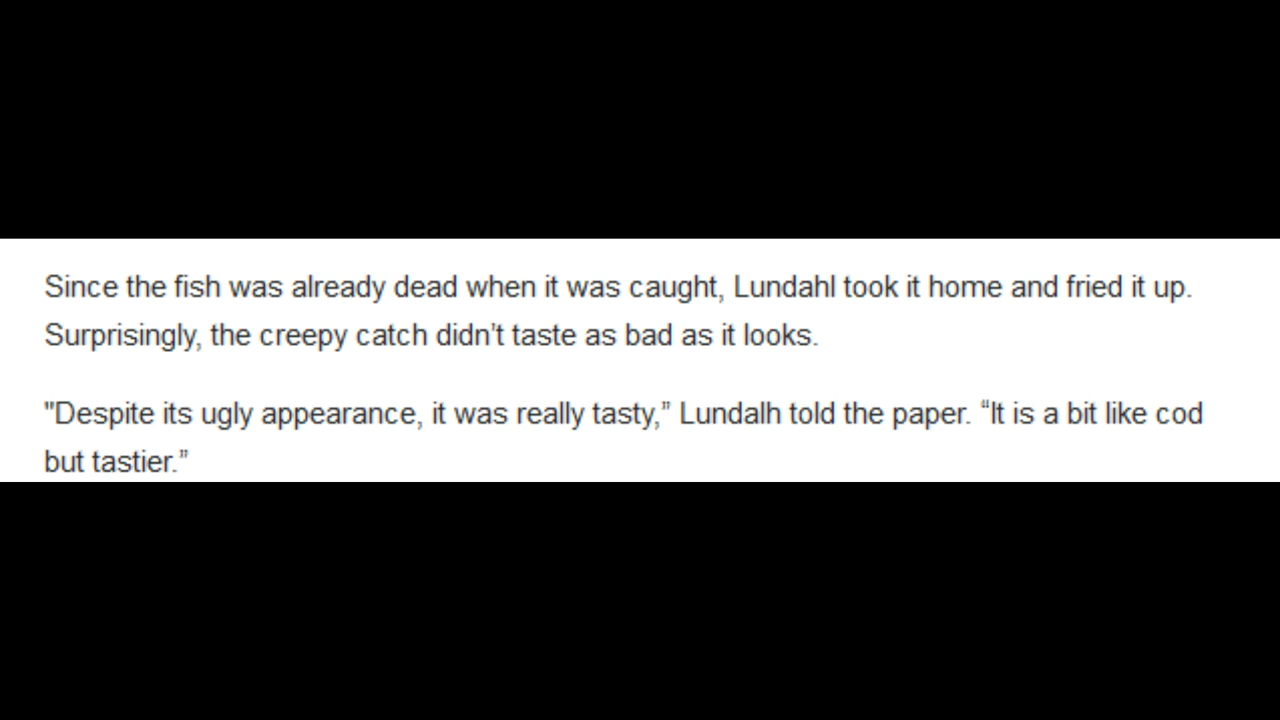 Since the fish was already dead when it was caught, Lundahl took it home and fried it up.
Surprisingly, the creepy catch didn’t taste as bad as it looks.
"Despite its ugly appearance, it was really tasty,” Lundalh told the paper. “It is a bit like cod
but tastier.”